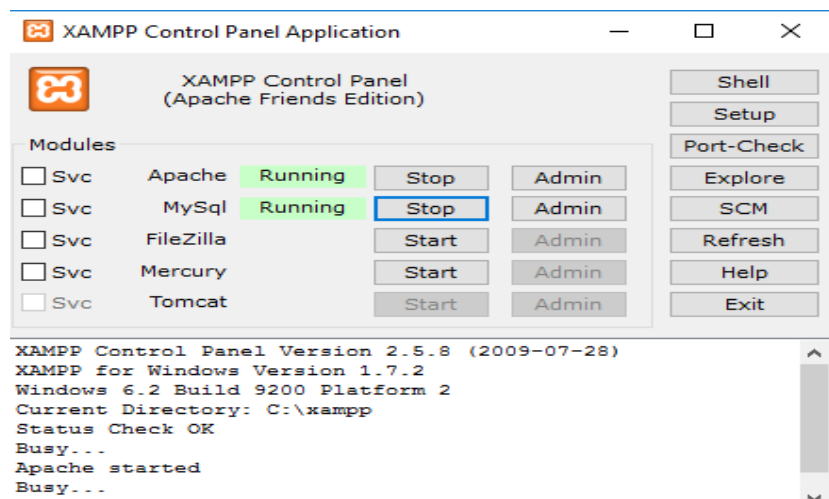 XAMPP Control Panel Application
XAMPP Control Panel
(Apache Friends Edition)
Shell
Setup
Modules
Port-Check
Svc Apache Running Stop Admin Explore
Svc MySql Running Stop Admin SCM
Svc FileZilla Start Admin Refresh
Svc Mercury Start Admin Help
Svc Tomcat Start Admin Exit
XAMPP Control Panel Version 2.5.8 (2009-07-28)
XAMPP for Windows Version 1.7.2
Windows 6.2 Build 9200 Platform 2
Current Directory: C:\xampp
Status Check OK
Busy...
Apache started
Busy...